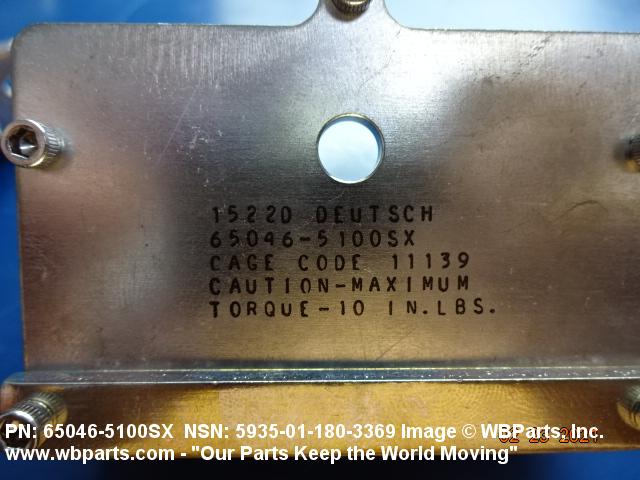 1522D DEUTSCH
65046-5100SX
CAGE CODE 11139
CAUTION-MAXIMUM
TORQUE-10 IN.LBS.
PN: 65046-5100SX NSN: 5935-01-180-3369 Image © WBParts, Inc.
www.wbparts.com - "Our Parts Keep the World Moving"